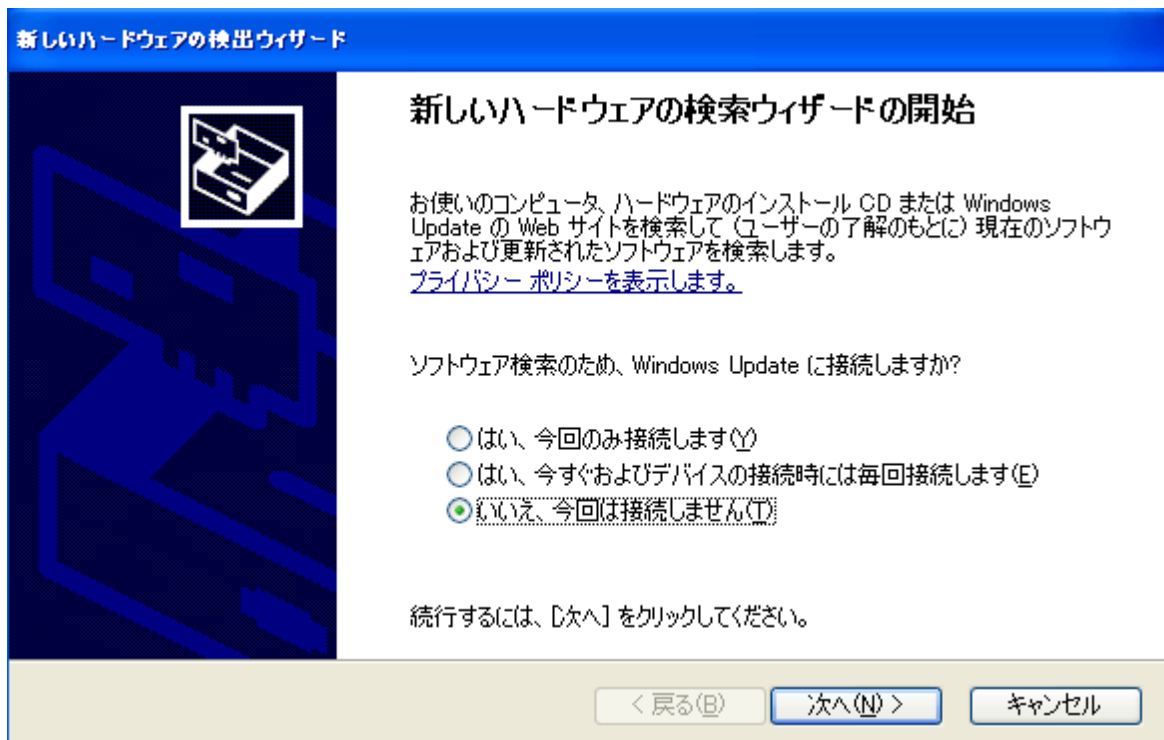 新しいハードウェアの検出ウィザード
新しいハードウェアの検索ウィザードの開始
お使いのコンピュータ、ハードウェアのインストール CD または Windows
Update の Web サイトを検索して (ユーザーの了解のもとに) 現在のソフトウ
ェアおよび更新されたソフトウェアを検索します。
プライバシー ポリシーを表示します。
ソフトウェア検索のため、Windows Update に接続しますか?
はい、今回のみ接続します(Y)
はい、今すぐおよびデバイスの接続時には毎回接続します(E)
いいえ、今回は接続しません(T)
続行するには、[次へ] をクリックしてください。
< 戻る(B) 次へ(N) > キャンセル